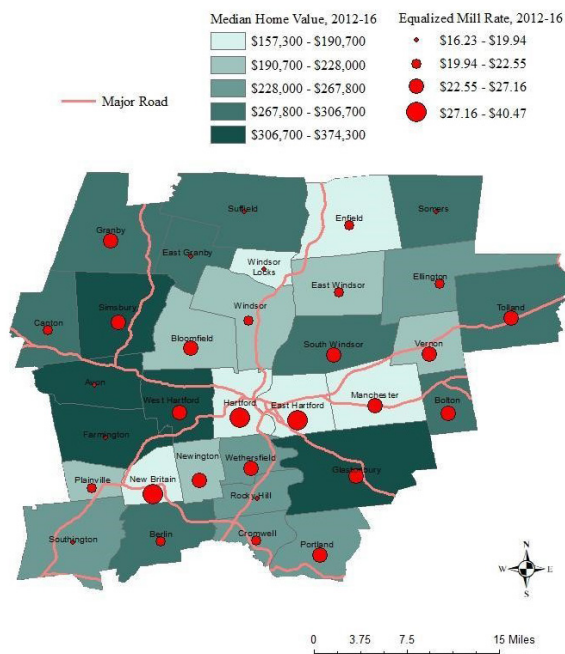 Median Home Value, 2012-16
$157,300 - $190,700
$190,700 - $228,000
$228,000 - $267,800
$267,800 - $306,700
$306,700 - $374,300
Equalized Mill Rate, 2012-16
$16.23 - $19.94
$19.94 - $22.55
$22.55 - $27.16
$27.16 - $40.47
Major Road
Suffield
Enfield
Somers
Granby
East Granby
Windsor
Locks
Ellington
East Windsor
Simsbury
Windsor
Tolland
Canton
Bloomfield
South Windsor
Vernon
Avon
West Hartford
Hartford
East Hartford
Manchester
Bolton
Farmington
Newington
Wethersfield
Glastonbury
Plainville
New Britain
Rocky Hill
Southington
Berlin
Cromwell
Portland
N
W
E
S
0
3.75
7.5
15 Miles